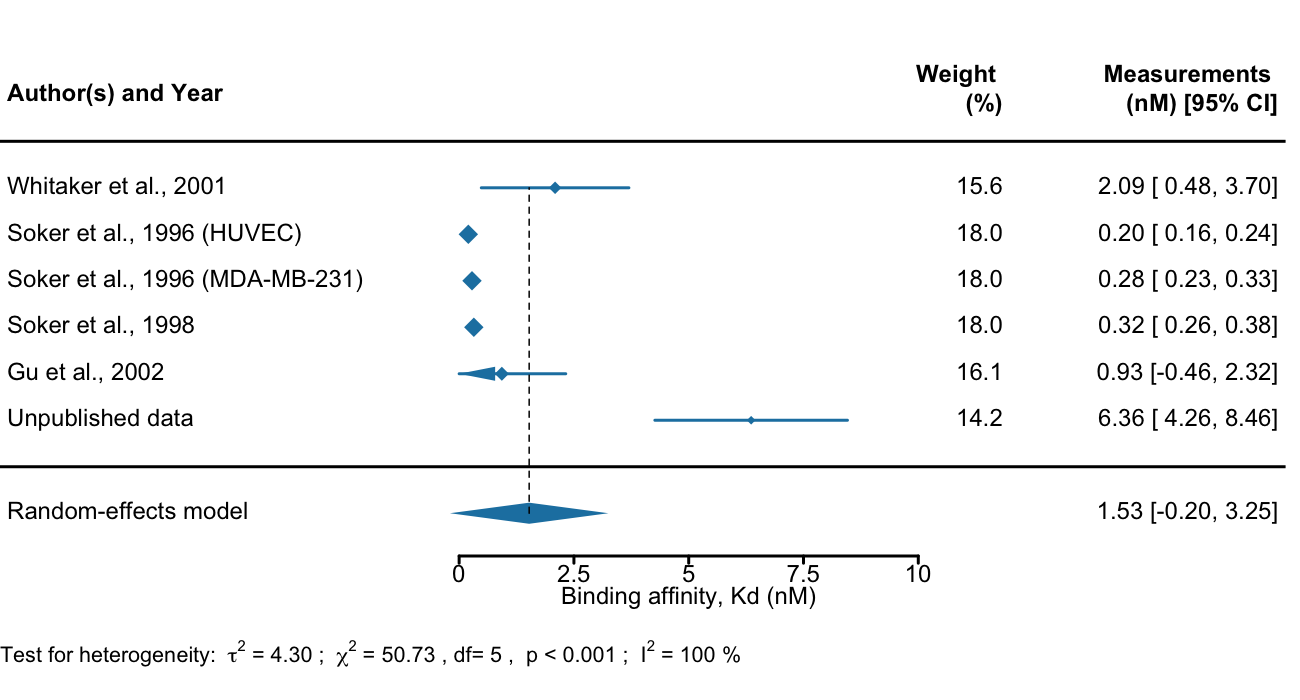 Author(s) and Year
Weight (%)
Measurements (nM) [95% CI]
Whitaker et al., 2001 15.6 2.09 [ 0.48, 3.70]
Soker et al., 1996 (HUVEC) 18.0 0.20 [ 0.16, 0.24]
Soker et al., 1996 (MDA-MB-231) 18.0 0.28 [ 0.23, 0.33]
Soker et al., 1998 18.0 0.32 [ 0.26, 0.38]
Gu et al., 2002 16.1 0.93 [-0.46, 2.32]
Unpublished data 14.2 6.36 [ 4.26, 8.46]
Random-effects model 1.53 [-0.20, 3.25]
0 2.5 5 7.5 10
Binding affinity, Kd (nM)
Test for heterogeneity: τ² = 4.30 ; χ² = 50.73 , df= 5 , p < 0.001 ; I² = 100 %